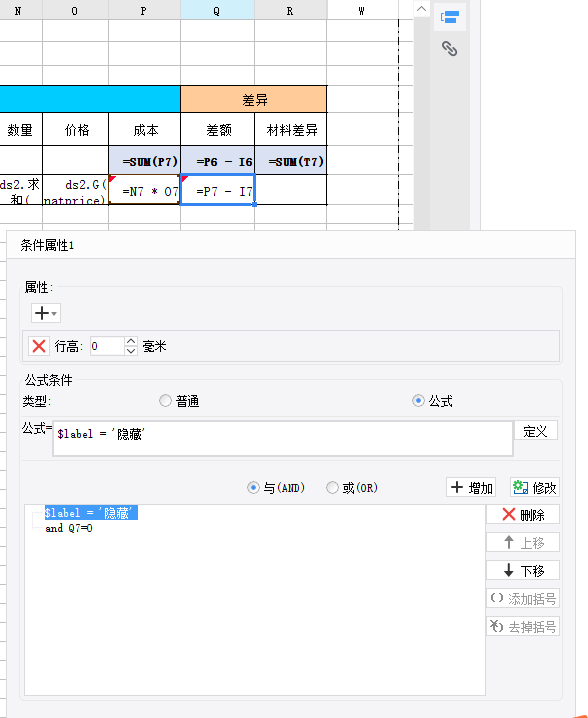 N O P Q R W
差异
数量 价格 成本 差额 材料差异
=SUM(P7) =P6 - I6 =SUM(T7)
ds2.求 ds2.G( =N7 * O7 =P7 - I7
和( natprice)
条件属性1
属性:
行高: 0 毫米
公式条件
类型: 普通 公式
公式= $label = '隐藏' 定义
与(AND) 或(OR) 增加 修改
$label = '隐藏' 删除
and Q7=0
上移
下移
添加括号
去掉括号